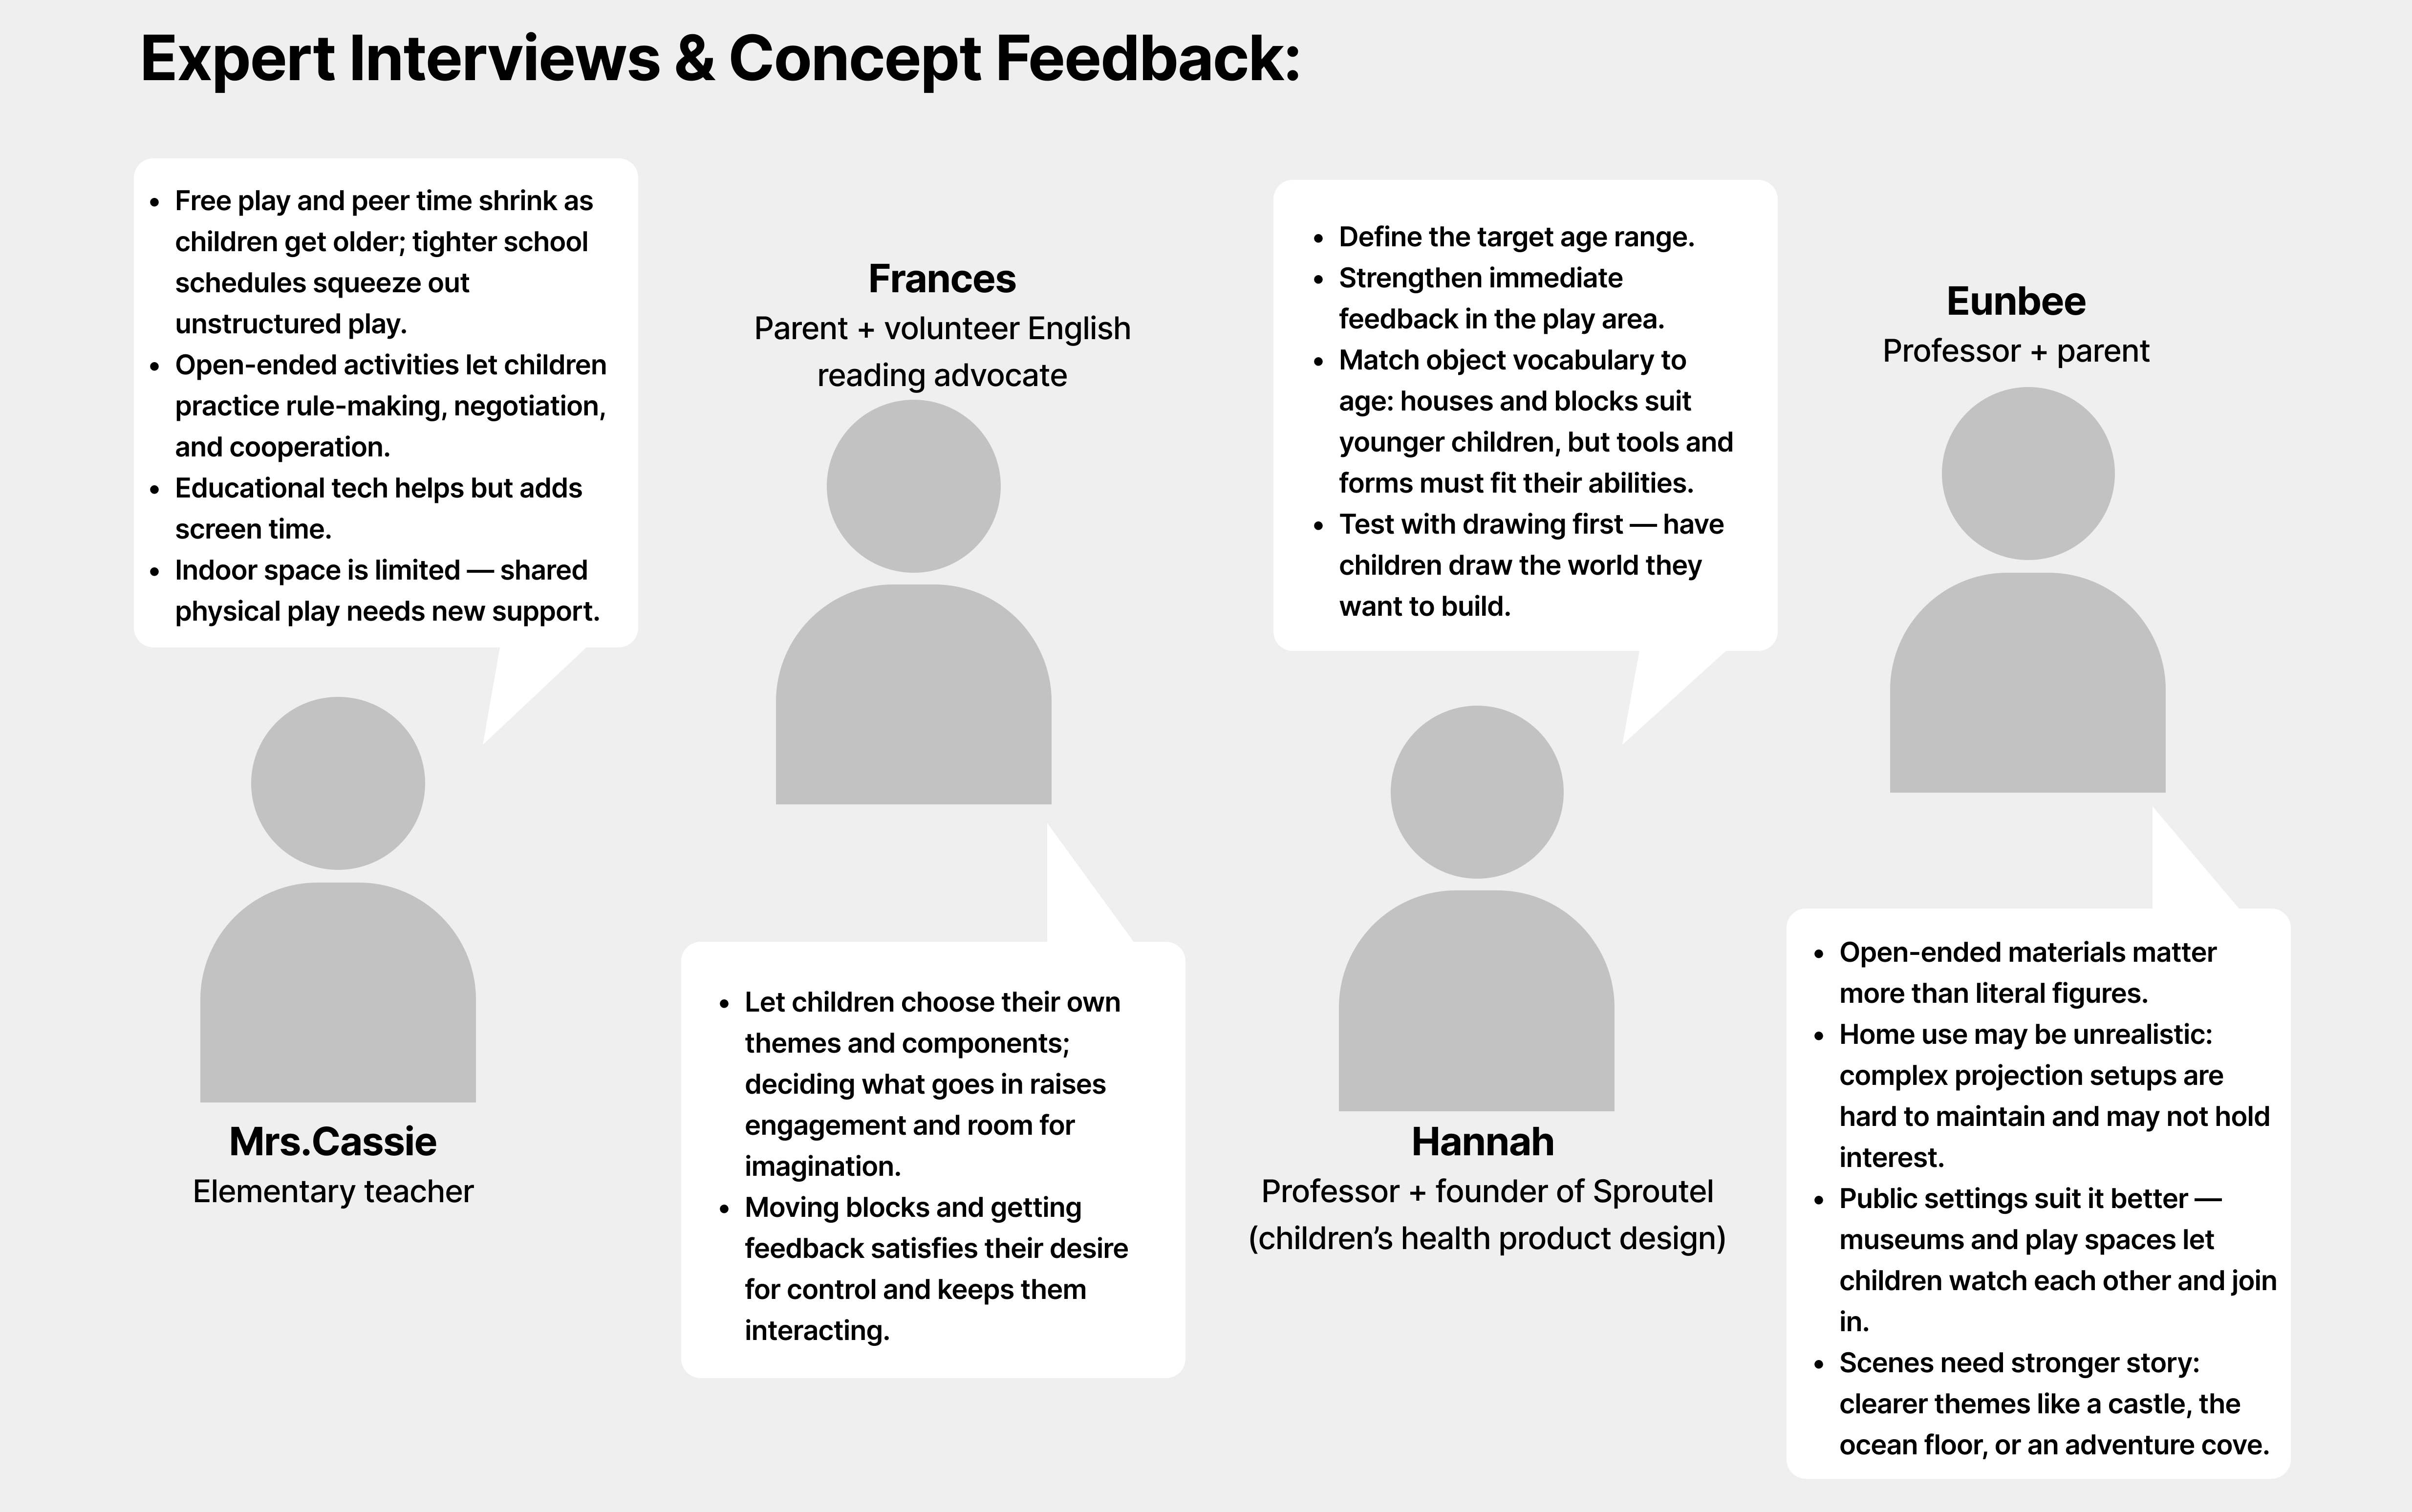 Expert Interviews & Concept Feedback:
• Free play and peer time shrink as
children get older; tighter school
schedules squeeze out
unstructured play.
• Open-ended activities let children
practice rule-making, negotiation,
and cooperation.
• Educational tech helps but adds
screen time.
• Indoor space is limited — shared
physical play needs new support.
Mrs.Cassie
Elementary teacher
Frances
Parent + volunteer English
reading advocate
• Let children choose their own
themes and components;
deciding what goes in raises
engagement and room for
imagination.
• Moving blocks and getting
feedback satisfies their desire
for control and keeps them
interacting.
• Define the target age range.
• Strengthen immediate
feedback in the play area.
• Match object vocabulary to
age: houses and blocks suit
younger children, but tools and
forms must fit their abilities.
• Test with drawing first — have
children draw the world they
want to build.
Hannah
Professor + founder of Sproutel
(children’s health product design)
Eunbee
Professor + parent
• Open-ended materials matter
more than literal figures.
• Home use may be unrealistic:
complex projection setups are
hard to maintain and may not hold
interest.
• Public settings suit it better —
museums and play spaces let
children watch each other and join
in.
• Scenes need stronger story:
clearer themes like a castle, the
ocean floor, or an adventure cove.